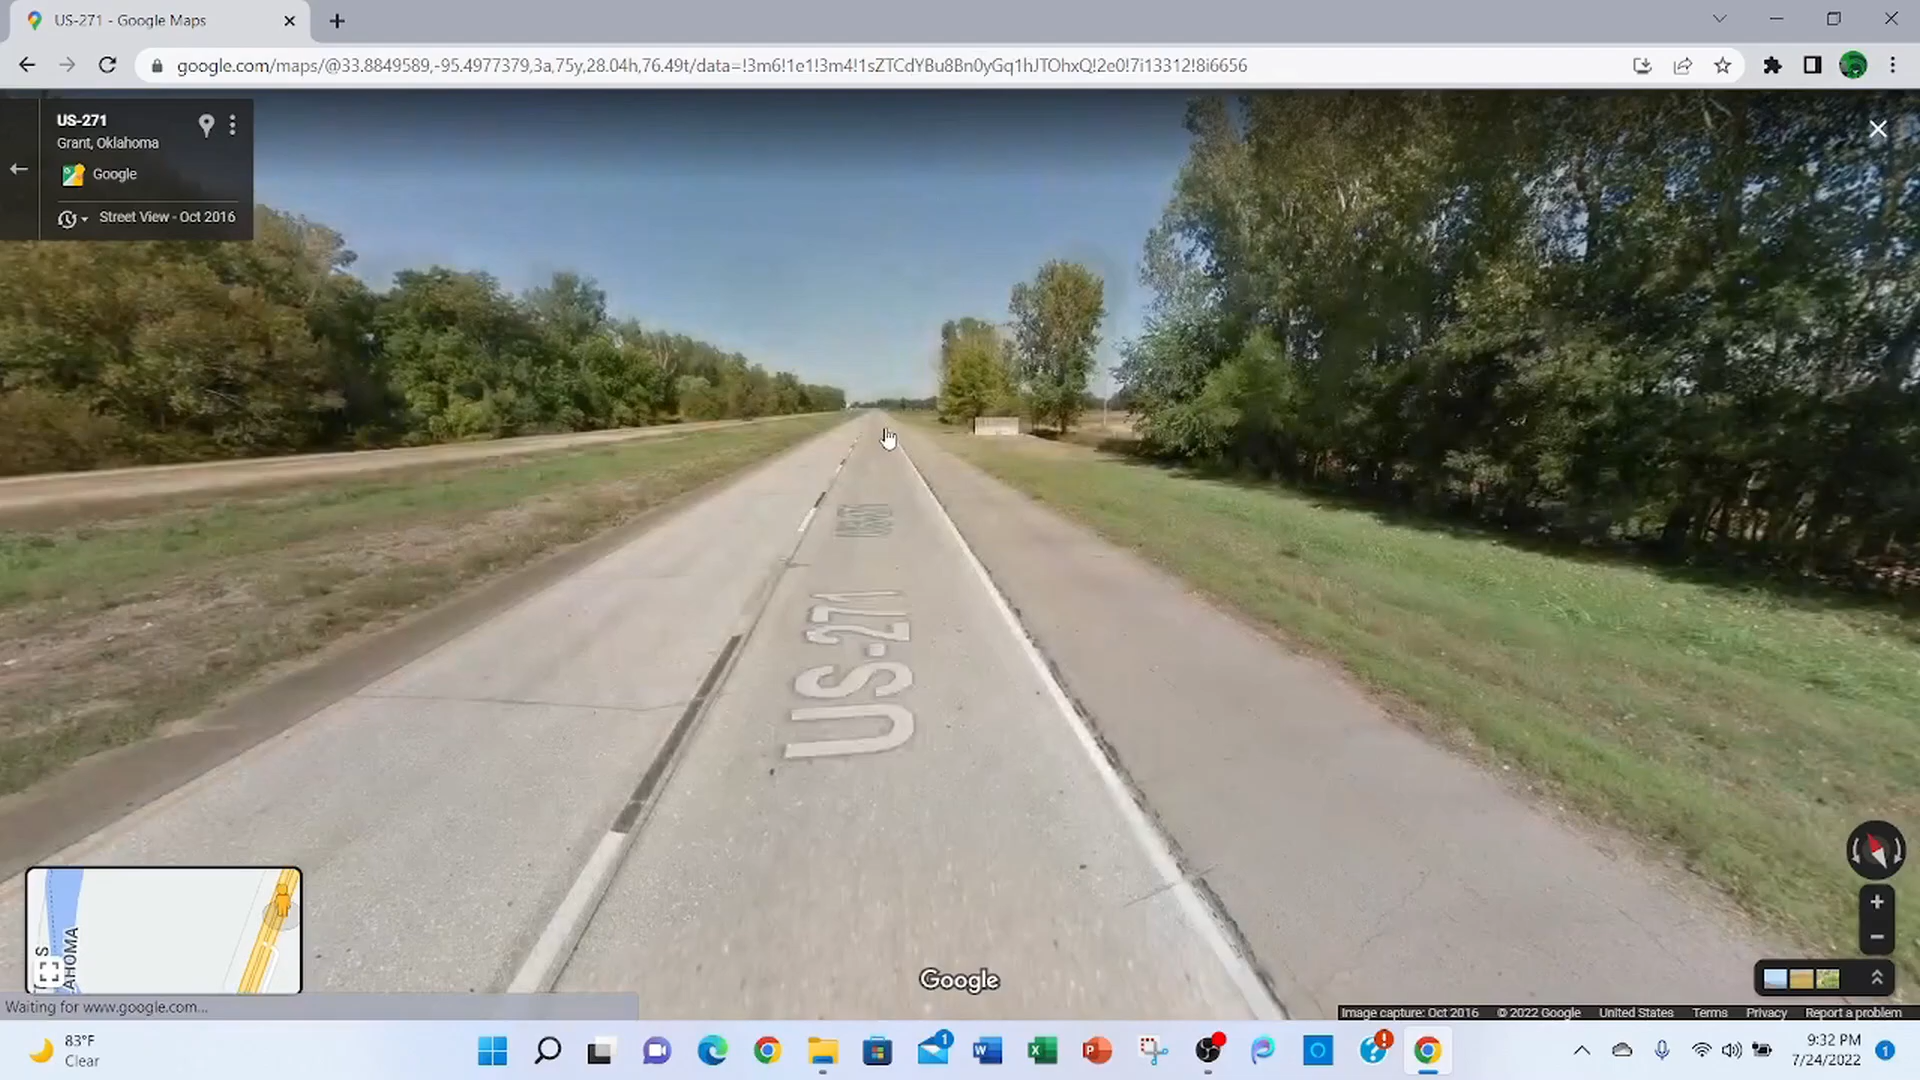 US-271 - Google Maps
google.com/maps/@33.8849589,-95.4977379,3a,75y,28.04h,76.49t/data=!3m6!1e1!3m4!1sZTCdYBu8Bn0yGq1hJTOhxQ!2e0!7i13312!8i6656
US-271
Grant, Oklahoma
Google
Street View - Oct 2016
US-271
AHOMA
Google
Waiting for www.google.com...
Image capture: Oct 2016 © 2022 Google United States Terms Privacy Report a problem
83°F
Clear
1
9:32 PM
7/24/2022
1